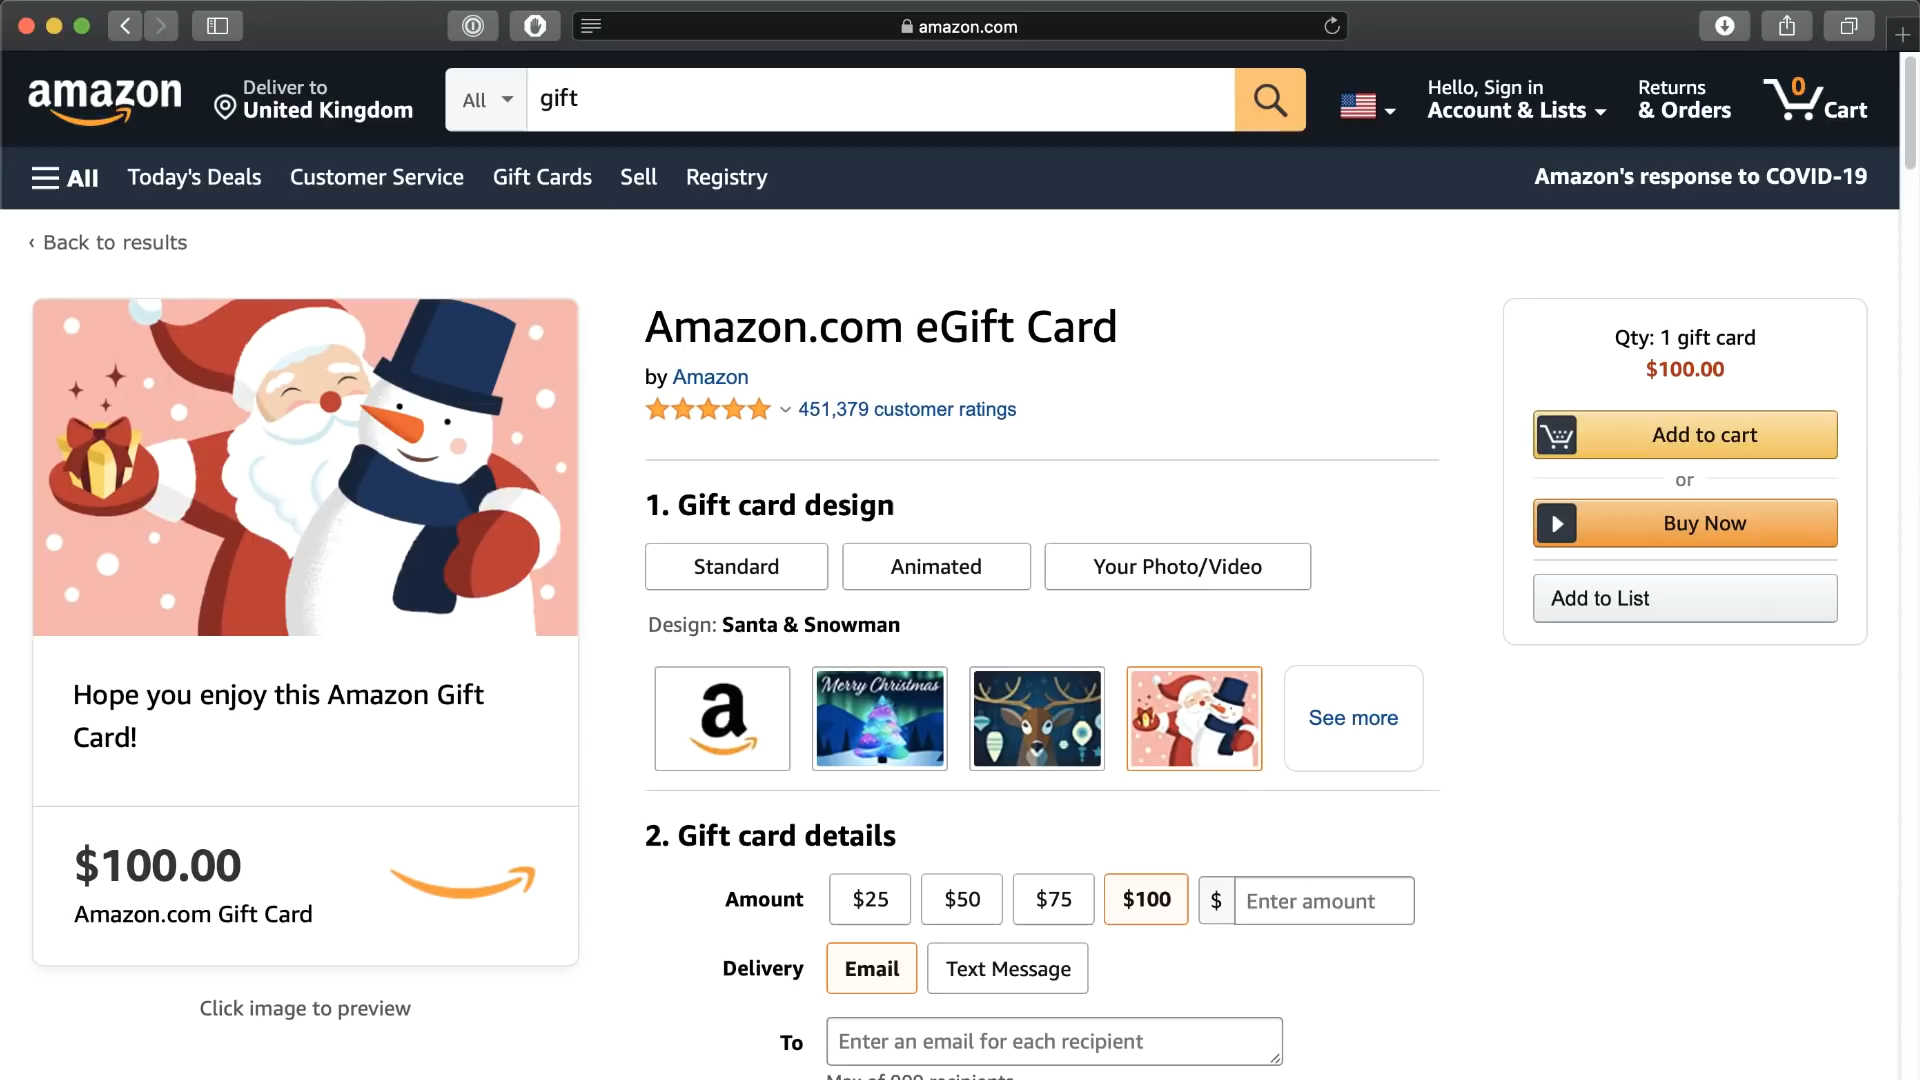 amazon.com
amazon
Deliver to
United Kingdom
All
gift
Hello, Sign in
Account & Lists
Returns
& Orders
0
Cart
All
Today's Deals
Customer Service
Gift Cards
Sell
Registry
Amazon's response to COVID-19
‹ Back to results
Hope you enjoy this Amazon Gift
Card!
$100.00
Amazon.com Gift Card
Click image to preview
Amazon.com eGift Card
by Amazon
451,379 customer ratings
1. Gift card design
Standard
Animated
Your Photo/Video
Design: Santa & Snowman
a
Merry Christmas
See more
2. Gift card details
Amount
$25
$50
$75
$100
$
Enter amount
Delivery
Email
Text Message
To
Enter an email for each recipient
Max of 999 recipients
Qty: 1 gift card
$100.00
Add to cart
or
Buy Now
Add to List